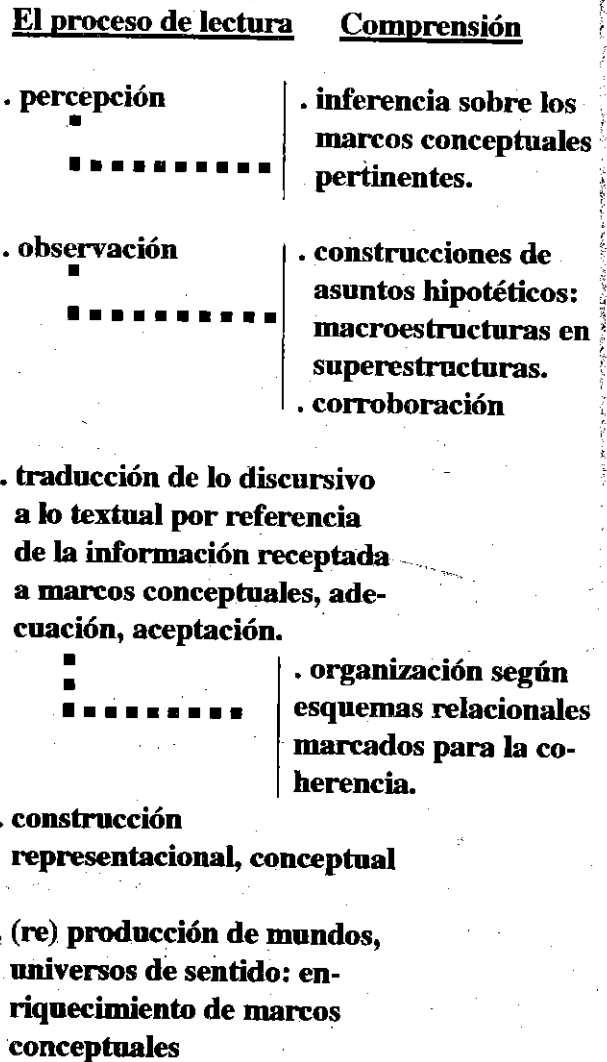 El proceso de lectura Comprensión
. percepción
. inferencia sobre los
marcos conceptuales
pertinentes.
. observación
. construcciones de
asuntos hipotéticos:
macroestructuras en
superestructuras.
. corroboración
. traducción de lo discursivo
a lo textual por referencia
de la información receptada
a marcos conceptuales, ade-
cuación, aceptación.
. organización según
esquemas relacionales
marcados para la co-
herencia.
. construcción
representacional, conceptual
. (re) producción de mundos,
universos de sentido: en-
riquecimiento de marcos
conceptuales